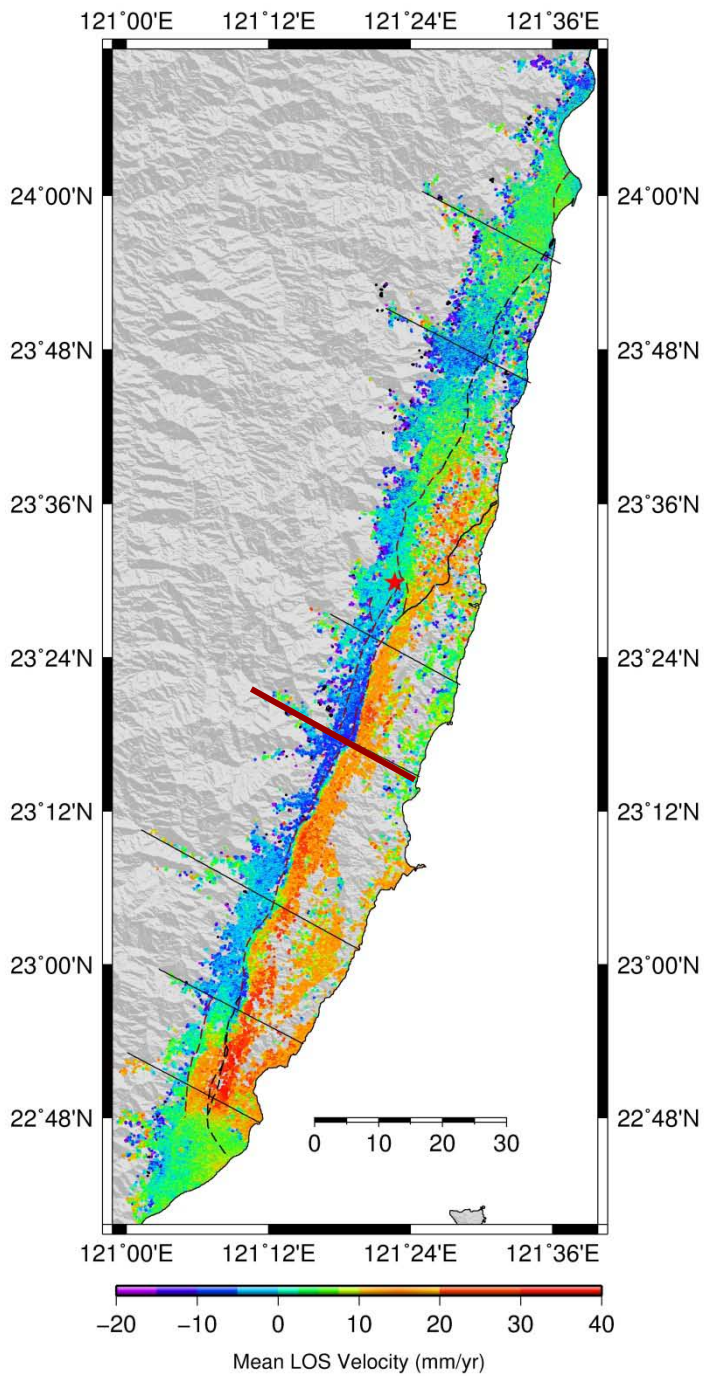 121˚00'E 121˚12'E 121˚24'E 121˚36'E
24˚00'N 24˚00'N
23˚48'N 23˚48'N
23˚36'N 23˚36'N
23˚24'N 23˚24'N
23˚12'N 23˚12'N
23˚00'N 23˚00'N
22˚48'N 22˚48'N
0 10 20 30
121˚00'E 121˚12'E 121˚24'E 121˚36'E
−20 −10 0 10 20 30 40
Mean LOS Velocity (mm/yr)